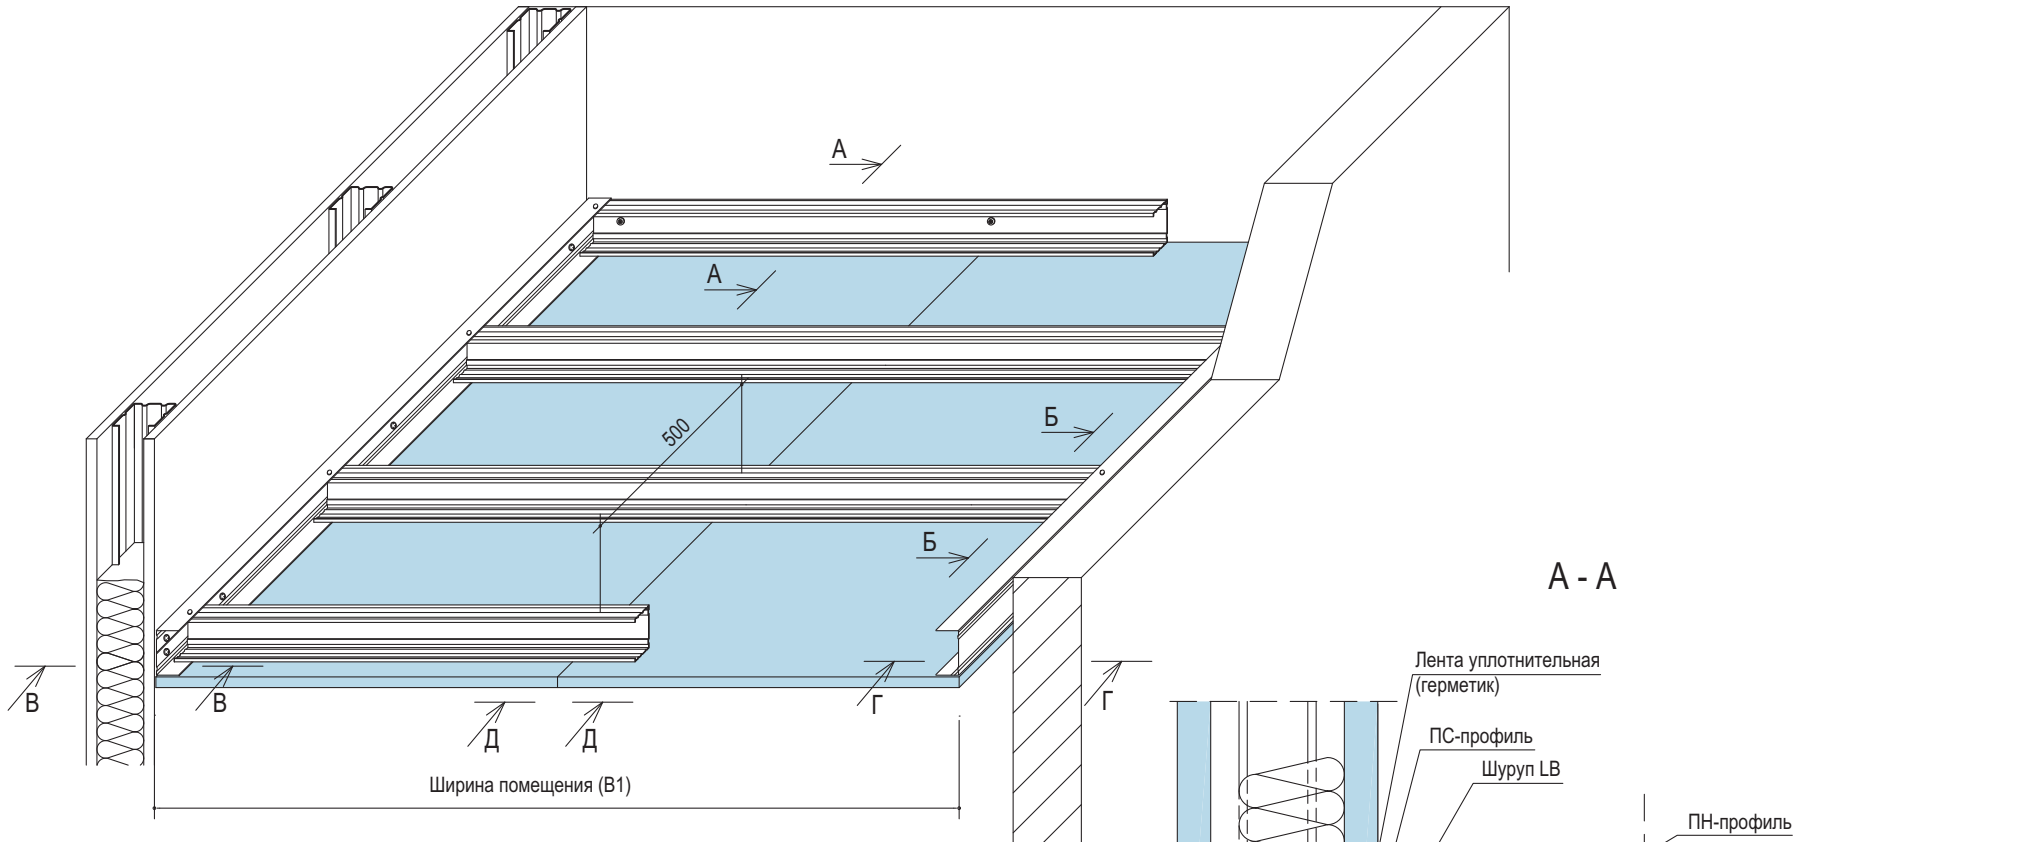 А
А
500
Б
Б
А - А
В
В
Г
Г
Д
Д
Ширина помещения (В1)
Лента уплотнительная
(герметик)
ПС-профиль
Шуруп LB
ПН-профиль